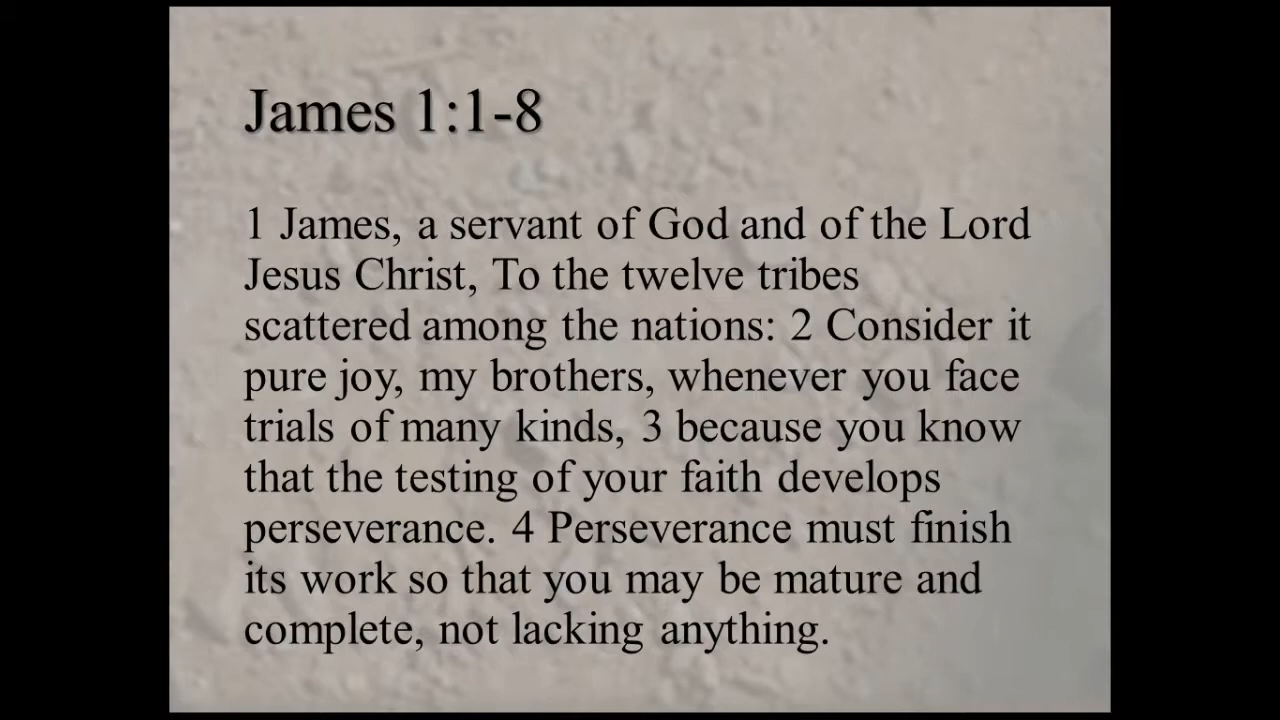 James 1:1-8
1 James, a servant of God and of the Lord
Jesus Christ, To the twelve tribes
scattered among the nations: 2 Consider it
pure joy, my brothers, whenever you face
trials of many kinds, 3 because you know
that the testing of your faith develops
perseverance. 4 Perseverance must finish
its work so that you may be mature and
complete, not lacking anything.